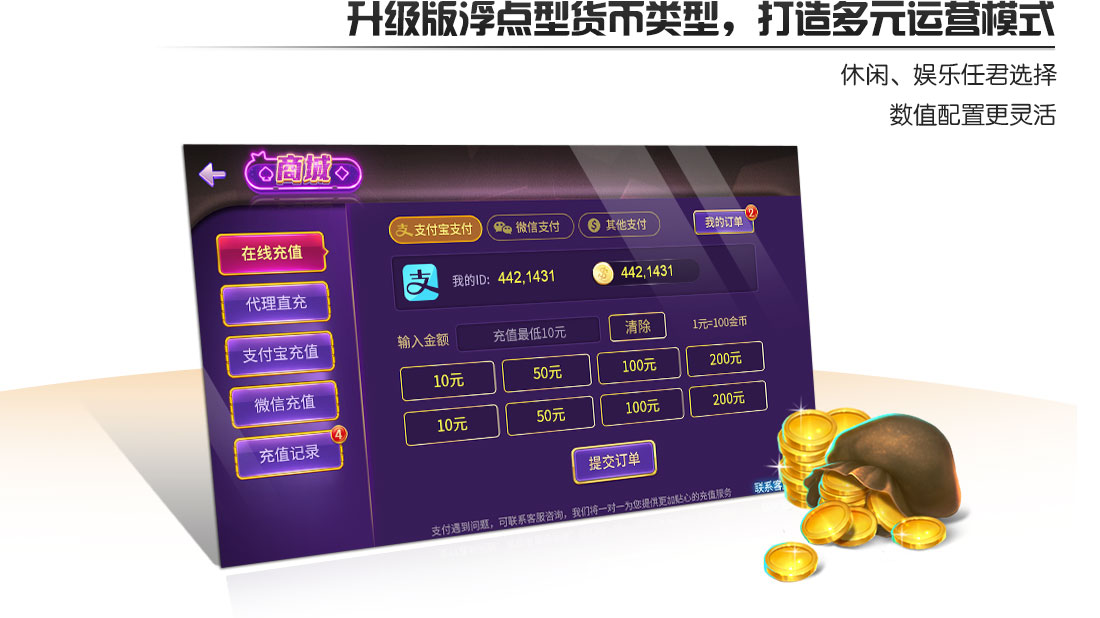 升级版浮点型货币类型，打造多元运营模式
休闲、娱乐任君选择
数值配置更灵活
商城
支付宝支付 微信支付 其他支付 我的订单 2
在线充值
支 我的ID: 442,1431 442,1431
代理直充
输入金额 充值最低10元 清除 1元=100金币
支付宝充值
10元 50元 100元 200元
微信充值
10元 50元 100元 200元
充值记录 4
提交订单
支付遇到问题，可联系客服咨询，我们将一对一为您提供更加贴心的充值服务
联系客